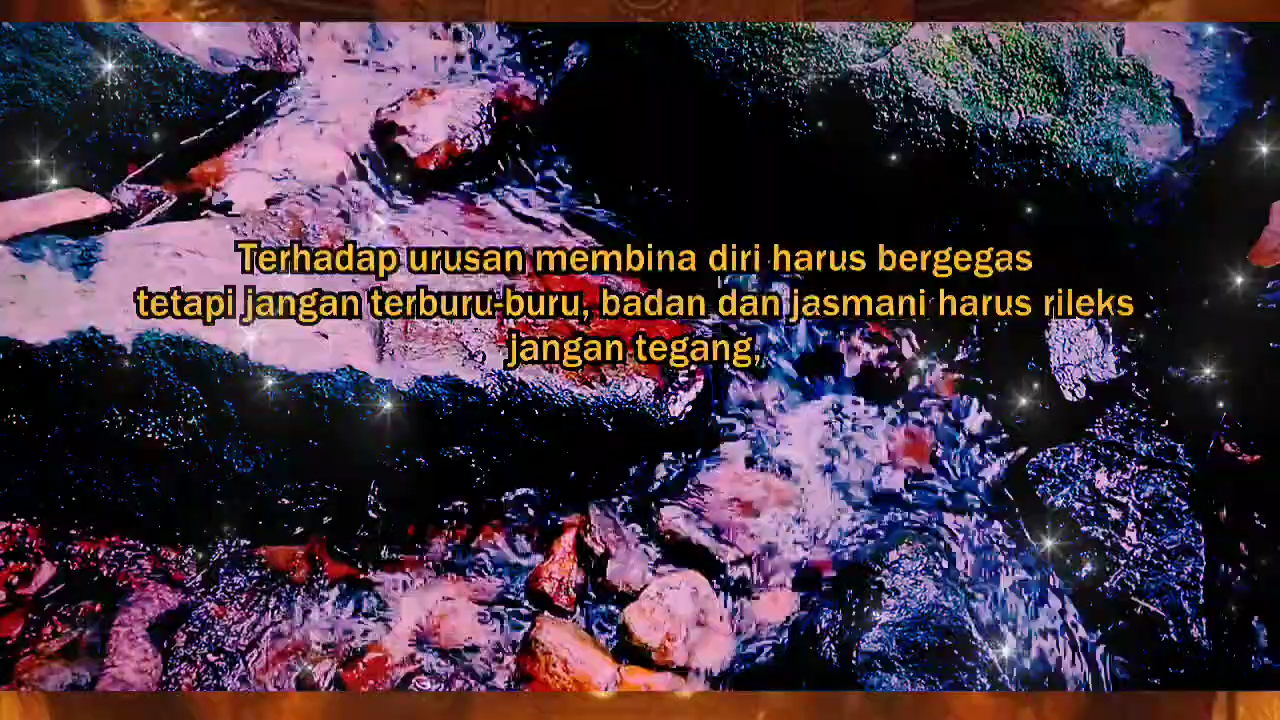 Terhadap urusan membina diri harus bergegas
tetapi jangan terburu-buru, badan dan jasmani harus rileks
jangan tegang,